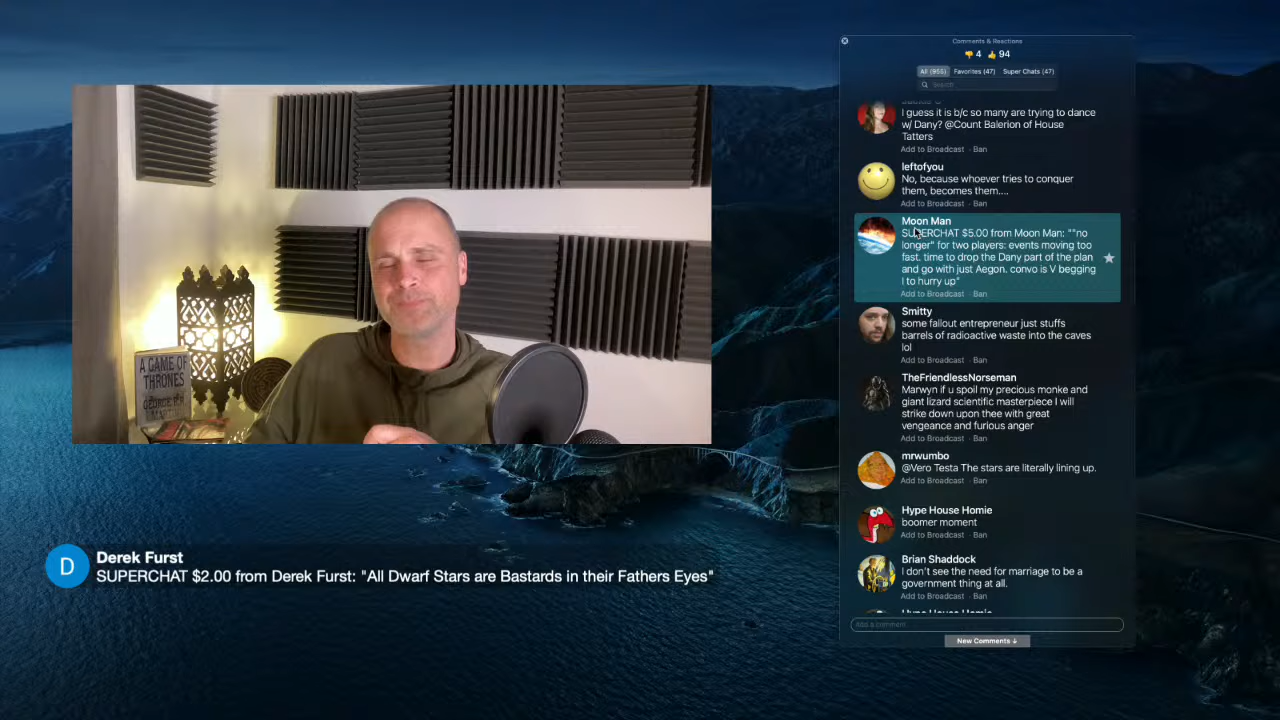 Comments & Reactions
👎 4 👍 94
All (955) Favorites (47) Super Chats (47)
Search
I guess it is b/c so many are trying to dance
w/ Dany? @Count Balerion of House
Tatters
Add to Broadcast · Ban
leftofyou
No, because whoever tries to conquer
them, becomes them....
Add to Broadcast · Ban
Moon Man
SUPERCHAT $5.00 from Moon Man: ""no
longer" for two players: events moving too
fast. time to drop the Dany part of the plan
and go with just Aegon. convo is V begging
I to hurry up"
Add to Broadcast · Ban
Smitty
some fallout entrepreneur just stuffs
barrels of radioactive waste into the caves
lol
Add to Broadcast · Ban
TheFriendlessNorseman
Marwyn if u spoil my precious monke and
giant lizard scientific masterpiece I will
strike down upon thee with great
vengeance and furious anger
Add to Broadcast · Ban
mrwumbo
@Vero Testa The stars are literally lining up.
Add to Broadcast · Ban
Hype House Homie
boomer moment
Add to Broadcast · Ban
Brian Shaddock
I don't see the need for marriage to be a
government thing at all.
Add to Broadcast · Ban
Hype House Homie
Add a comment
New Comments ↓
A GAME OF
THRONES
GEORGE R.R.
D
Derek Furst
SUPERCHAT $2.00 from Derek Furst: "All Dwarf Stars are Bastards in their Fathers Eyes"